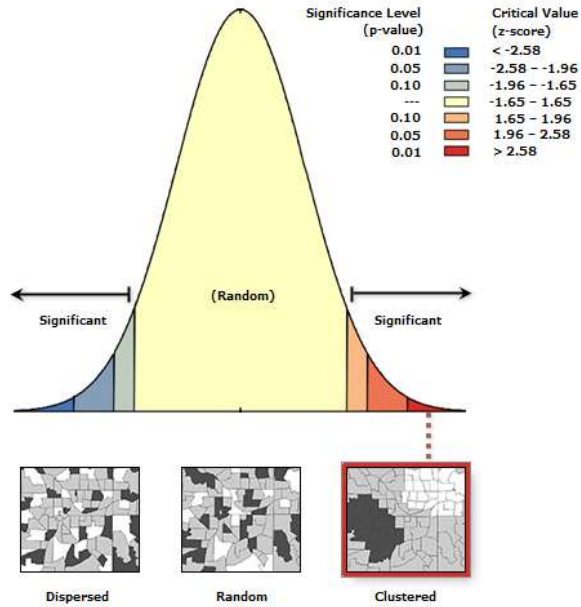 Significance Level Critical Value
(p-value) (z-score)
0.01 < -2.58
0.05 -2.58 – -1.96
0.10 -1.96 – -1.65
--- -1.65 – 1.65
0.10 1.65 – 1.96
0.05 1.96 – 2.58
0.01 > 2.58
(Random)
Significant Significant
Dispersed Random Clustered